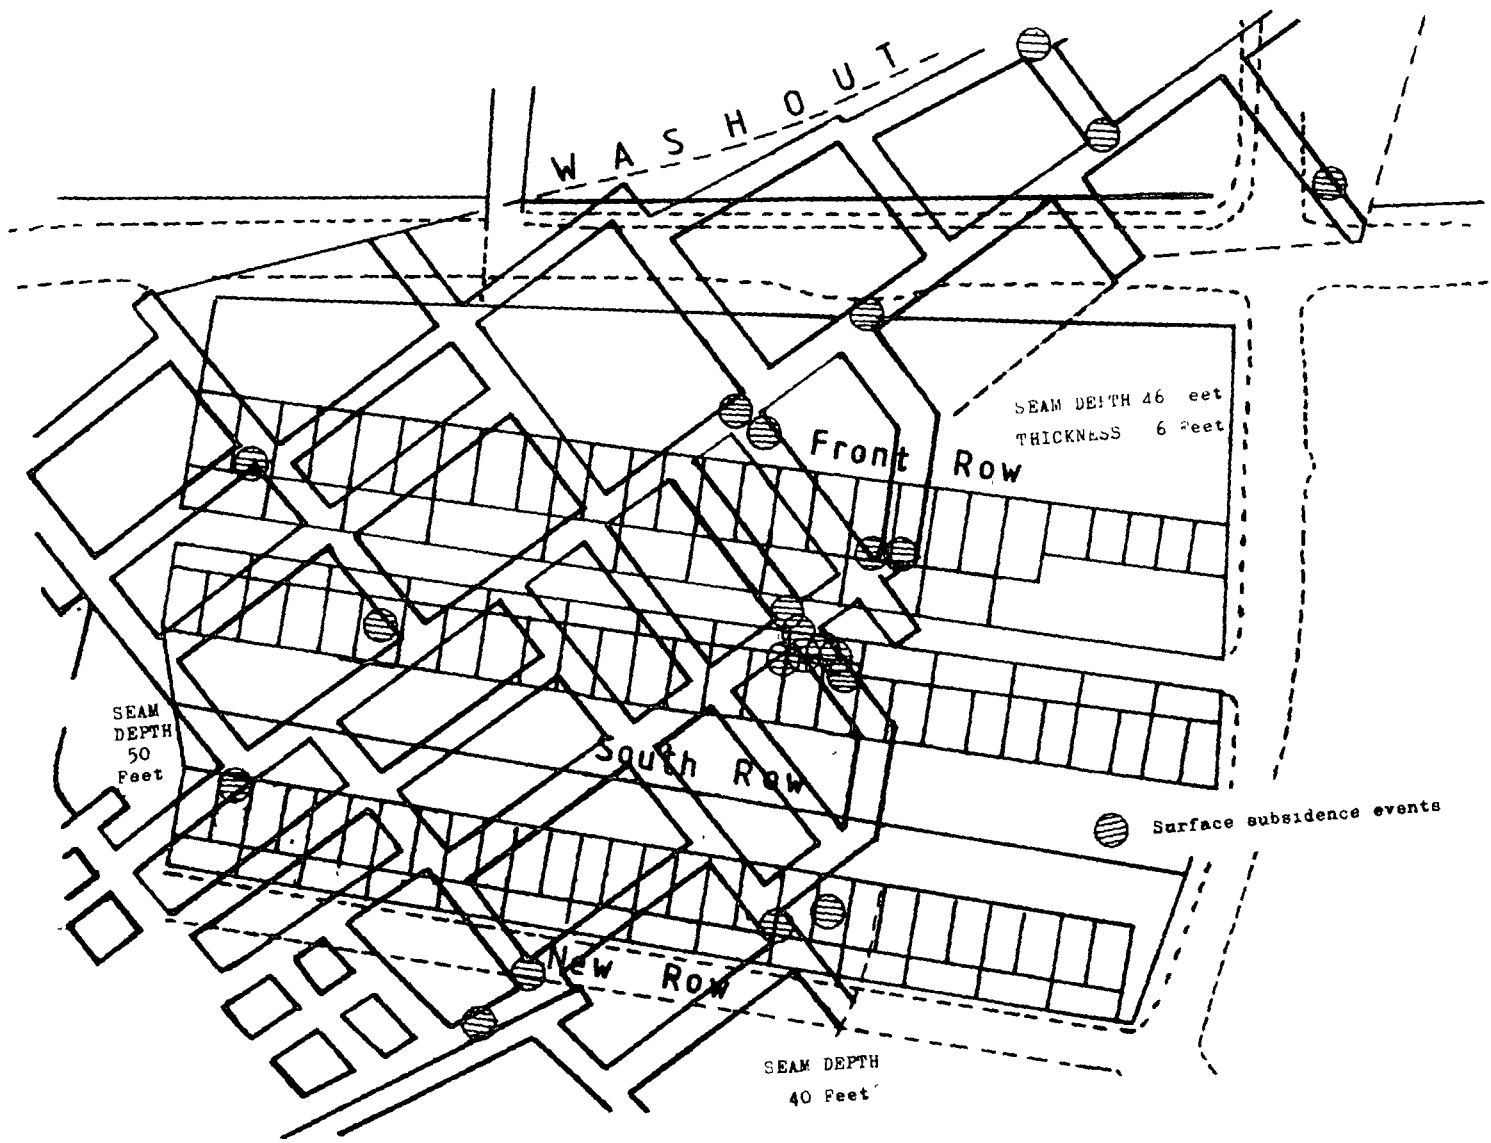 WASHOUT
SEAM DEPTH 46 eet
THICKNESS 6 Feet
Front Row
SEAM
DEPTH
50
Feet
South Row
Surface subsidence events
New Row
SEAM DEPTH
40 Feet